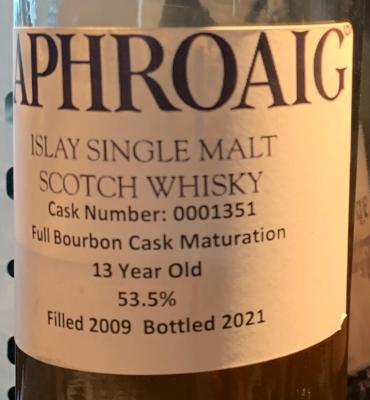 APHROAIG
ISLAY SINGLE MALT
SCOTCH WHISKY
Cask Number: 0001351
Full Bourbon Cask Maturation
13 Year Old
53.5%
Filled 2009 Bottled 2021